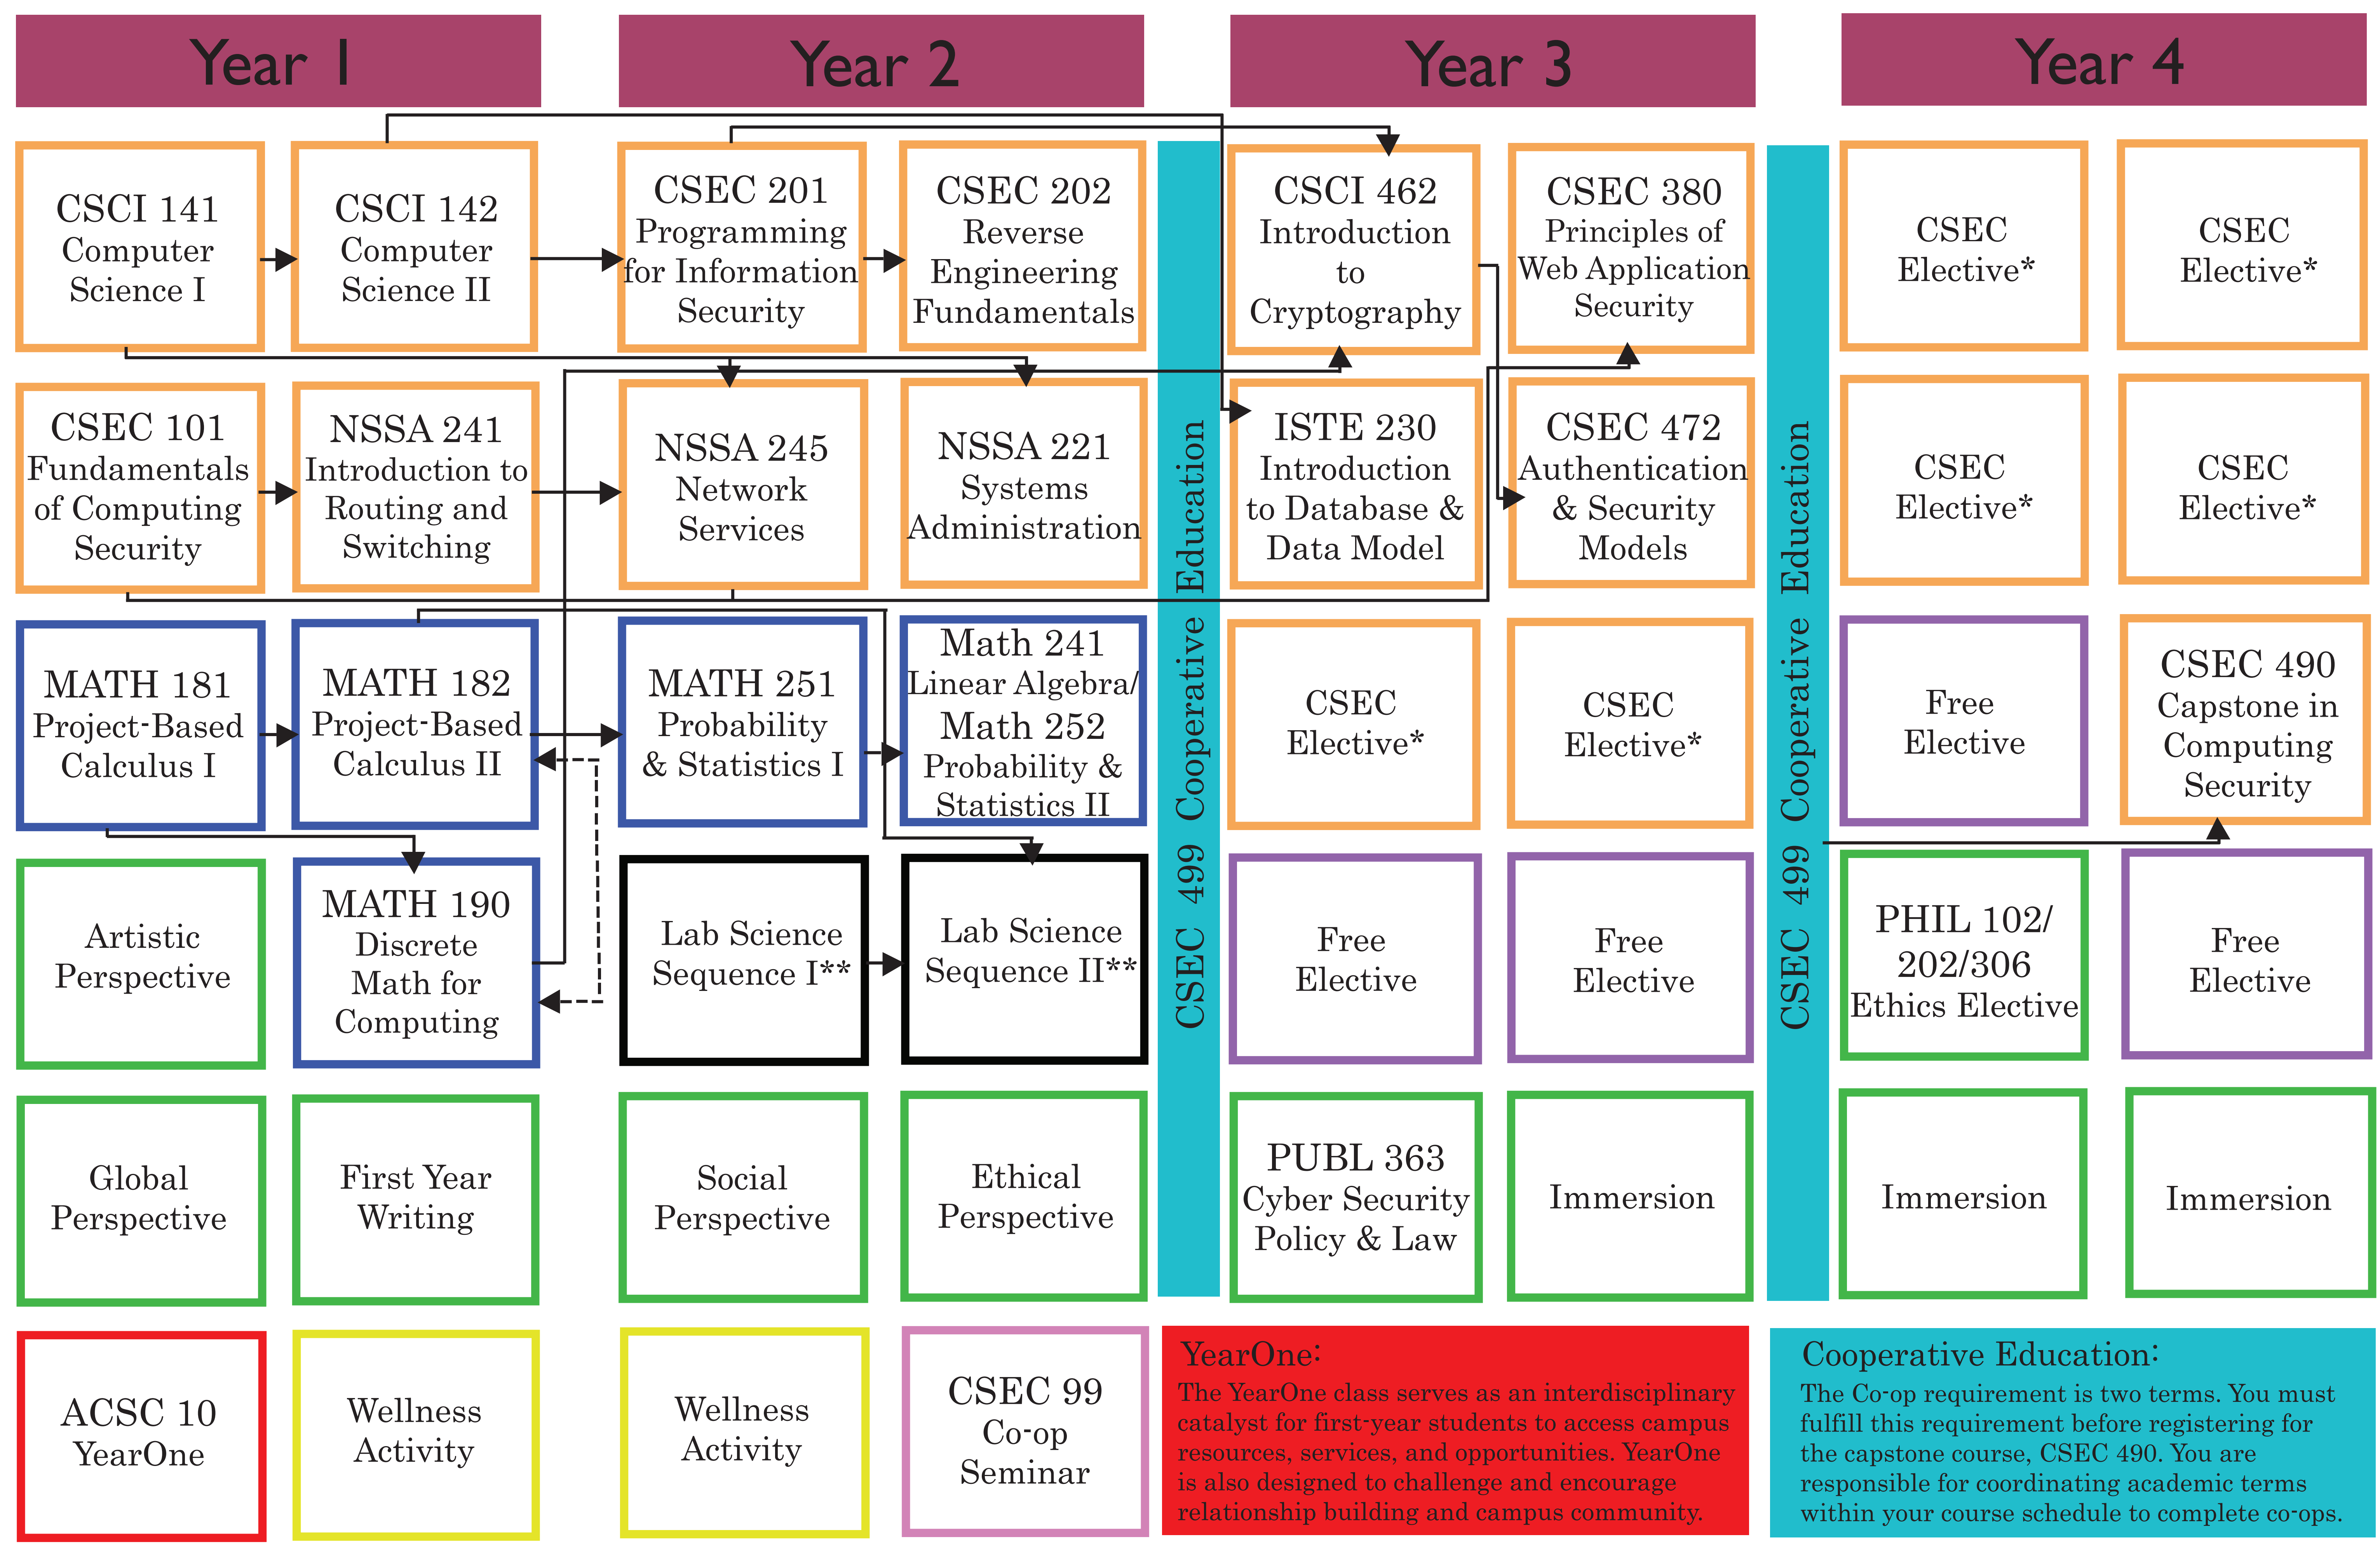 Year 1
Year 2
Year 3
Year 4
CSCI 141
Computer
Science I
CSCI 142
Computer
Science II
CSEC 201
Programming
for Information
Security
CSEC 202
Reverse
Engineering
Fundamentals
CSCI 462
Introduction
to
Cryptography
CSEC 380
Principles of
Web Application
Security
CSEC
Elective*
CSEC
Elective*
CSEC 101
Fundamentals
of Computing
Security
NSSA 241
Introduction to
Routing and
Switching
NSSA 245
Network
Services
NSSA 221
Systems
Administration
CSEC 499 Cooperative Education
ISTE 230
Introduction
to Database &
Data Model
CSEC 472
Authentication
& Security
Models
CSEC 499 Cooperative Education
CSEC
Elective*
CSEC
Elective*
MATH 181
Project-Based
Calculus I
MATH 182
Project-Based
Calculus II
MATH 251
Probability
& Statistics I
Math 241
Linear Algebra/
Math 252
Probability &
Statistics II
CSEC
Elective*
CSEC
Elective*
Free
Elective
CSEC 490
Capstone in
Computing
Security
Artistic
Perspective
MATH 190
Discrete
Math for
Computing
Lab Science
Sequence I**
Lab Science
Sequence II**
Free
Elective
Free
Elective
PHIL 102/
202/306
Ethics Elective
Free
Elective
Global
Perspective
First Year
Writing
Social
Perspective
Ethical
Perspective
PUBL 363
Cyber Security
Policy & Law
Immersion
Immersion
Immersion
ACSC 10
YearOne
Wellness
Activity
Wellness
Activity
CSEC 99
Co-op
Seminar
YearOne:
The YearOne class serves as an interdisciplinary
catalyst for first-year students to access campus
resources, services, and opportunities. YearOne
is also designed to challenge and encourage
relationship building and campus community.
Cooperative Education:
The Co-op requirement is two terms. You must
fulfill this requirement before registering for
the capstone course, CSEC 490. You are
responsible for coordinating academic terms
within your course schedule to complete co-ops.